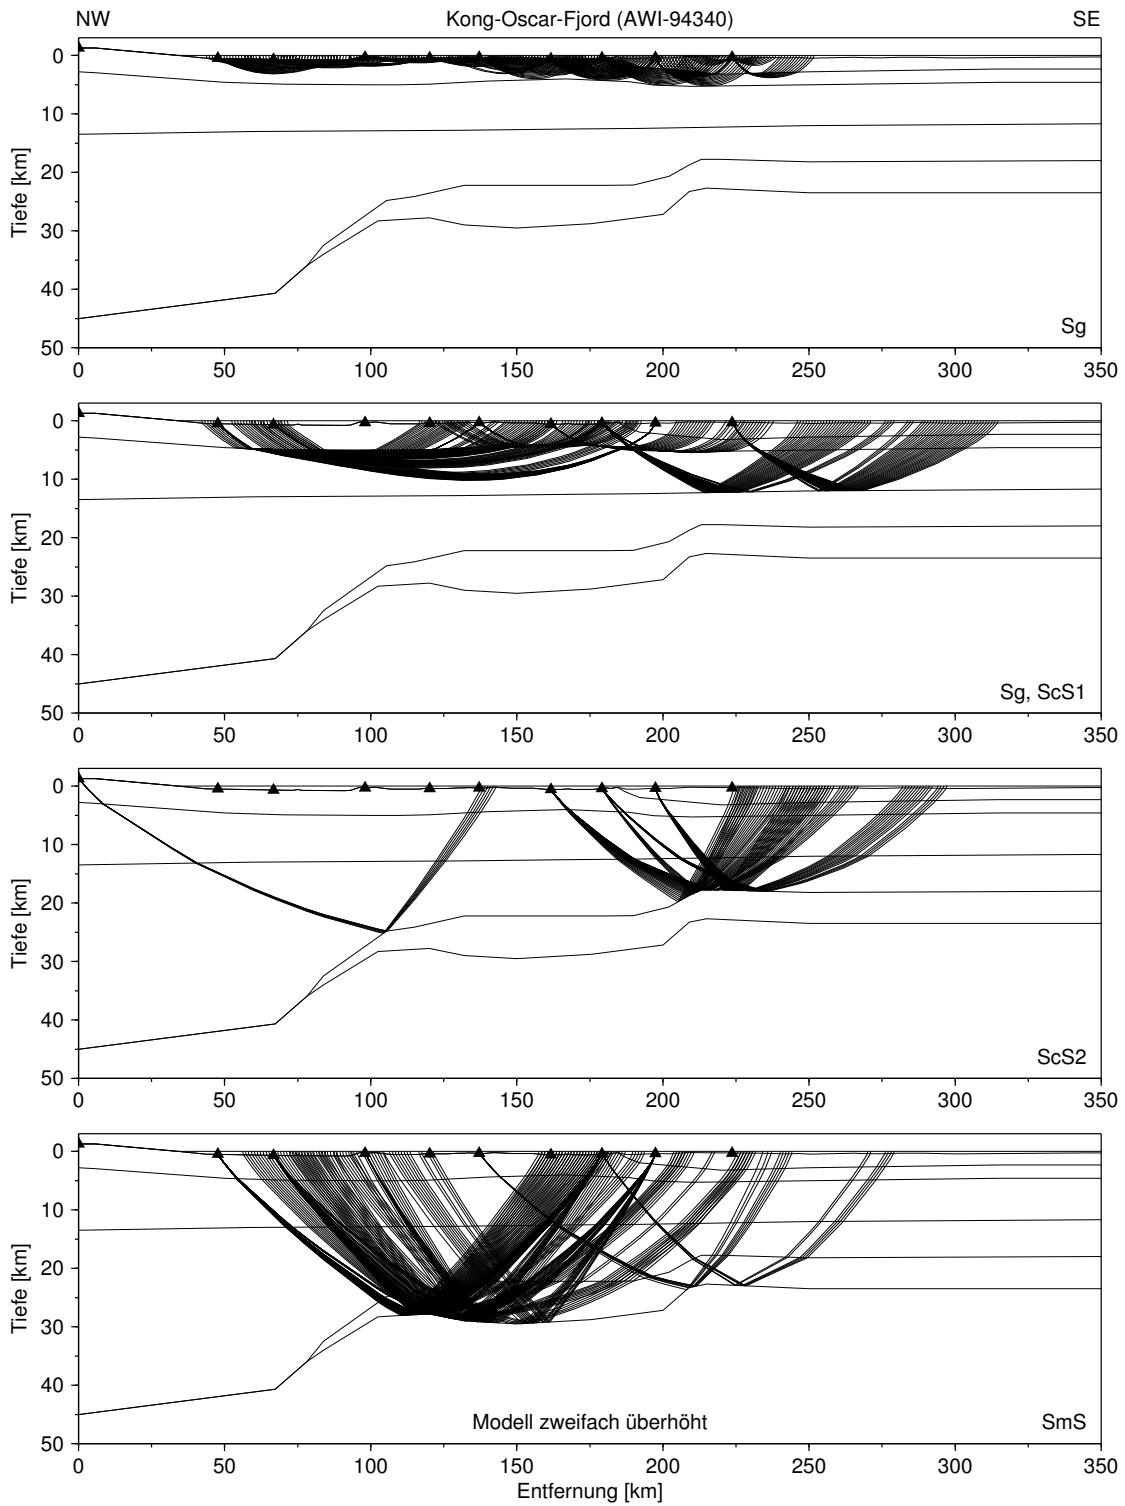 NW Kong-Oscar-Fjord (AWI-94340) SE
0
10
20
30
40
50
Tiefe [km]
Sg
0 50 100 150 200 250 300 350
0
10
20
30
40
50
Tiefe [km]
Sg, ScS1
0 50 100 150 200 250 300 350
0
10
20
30
40
50
Tiefe [km]
ScS2
0 50 100 150 200 250 300 350
0
10
20
30
40
50
Tiefe [km]
Modell zweifach überhöht SmS
0 50 100 150 200 250 300 350
Entfernung [km]